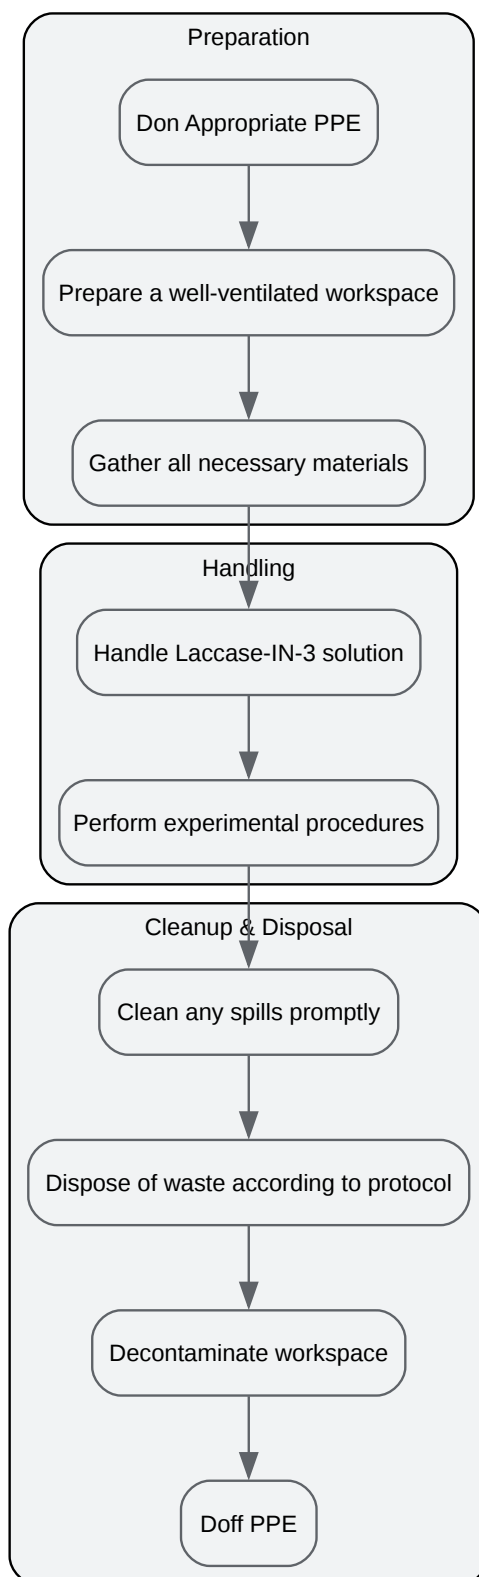 Preparation
Don Appropriate PPE
Prepare a well-ventilated workspace
Gather all necessary materials
Handling
Handle Laccase-IN-3 solution
Perform experimental procedures
Cleanup & Disposal
Clean any spills promptly
Dispose of waste according to protocol
Decontaminate workspace
Doff PPE